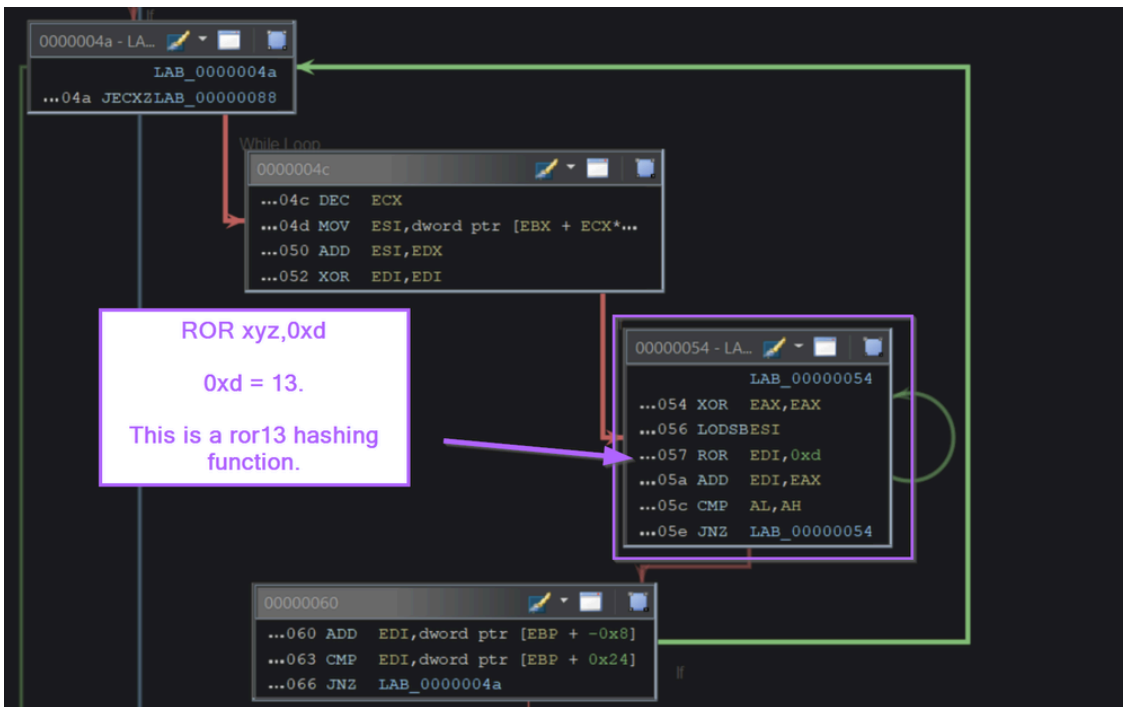 If
0000004a - LA...
LAB_0000004a
...04a JECXZLAB_00000088
While Loop
0000004c
...04c DEC ECX
...04d MOV ESI,dword ptr [EBX + ECX*...
...050 ADD ESI,EDX
...052 XOR EDI,EDI
ROR xyz,0xd
0xd = 13.
This is a ror13 hashing
function.
00000054 - LA...
LAB_00000054
...054 XOR EAX,EAX
...056 LODSBESI
...057 ROR EDI,0xd
...05a ADD EDI,EAX
...05c CMP AL,AH
...05e JNZ LAB_00000054
00000060
...060 ADD EDI,dword ptr [EBP + -0x8]
...063 CMP EDI,dword ptr [EBP + 0x24]
...066 JNZ LAB_0000004a
If